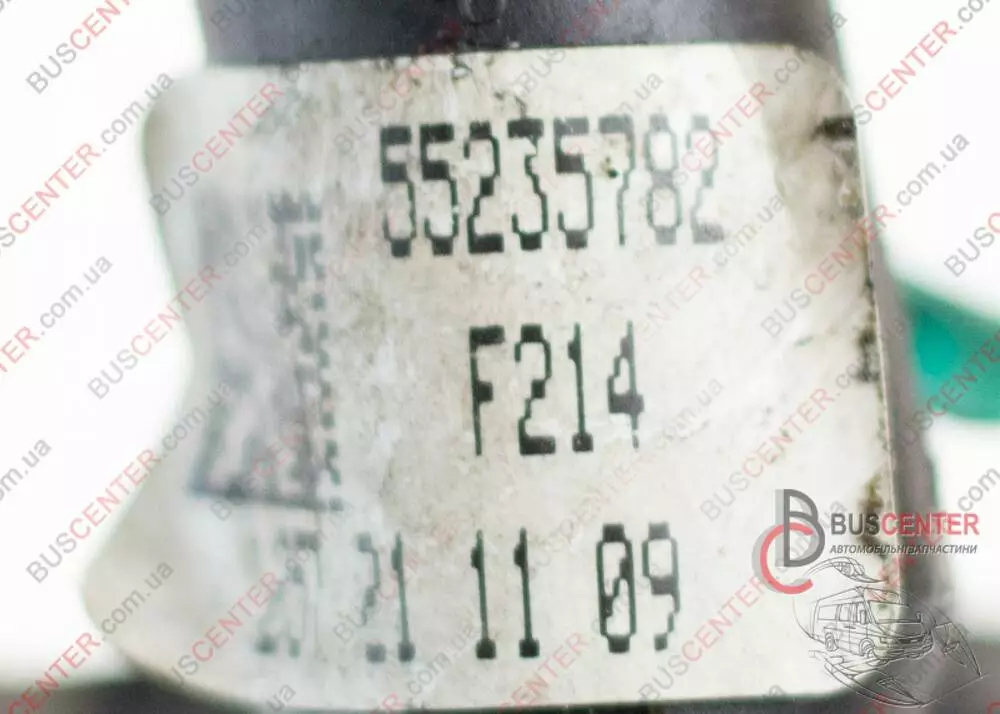 55235782
F214
21 11 09
BUSCENTER
АВТОМОБІЛЬНІ ЗАПЧАСТИНИ
BUSCENTER.com.ua